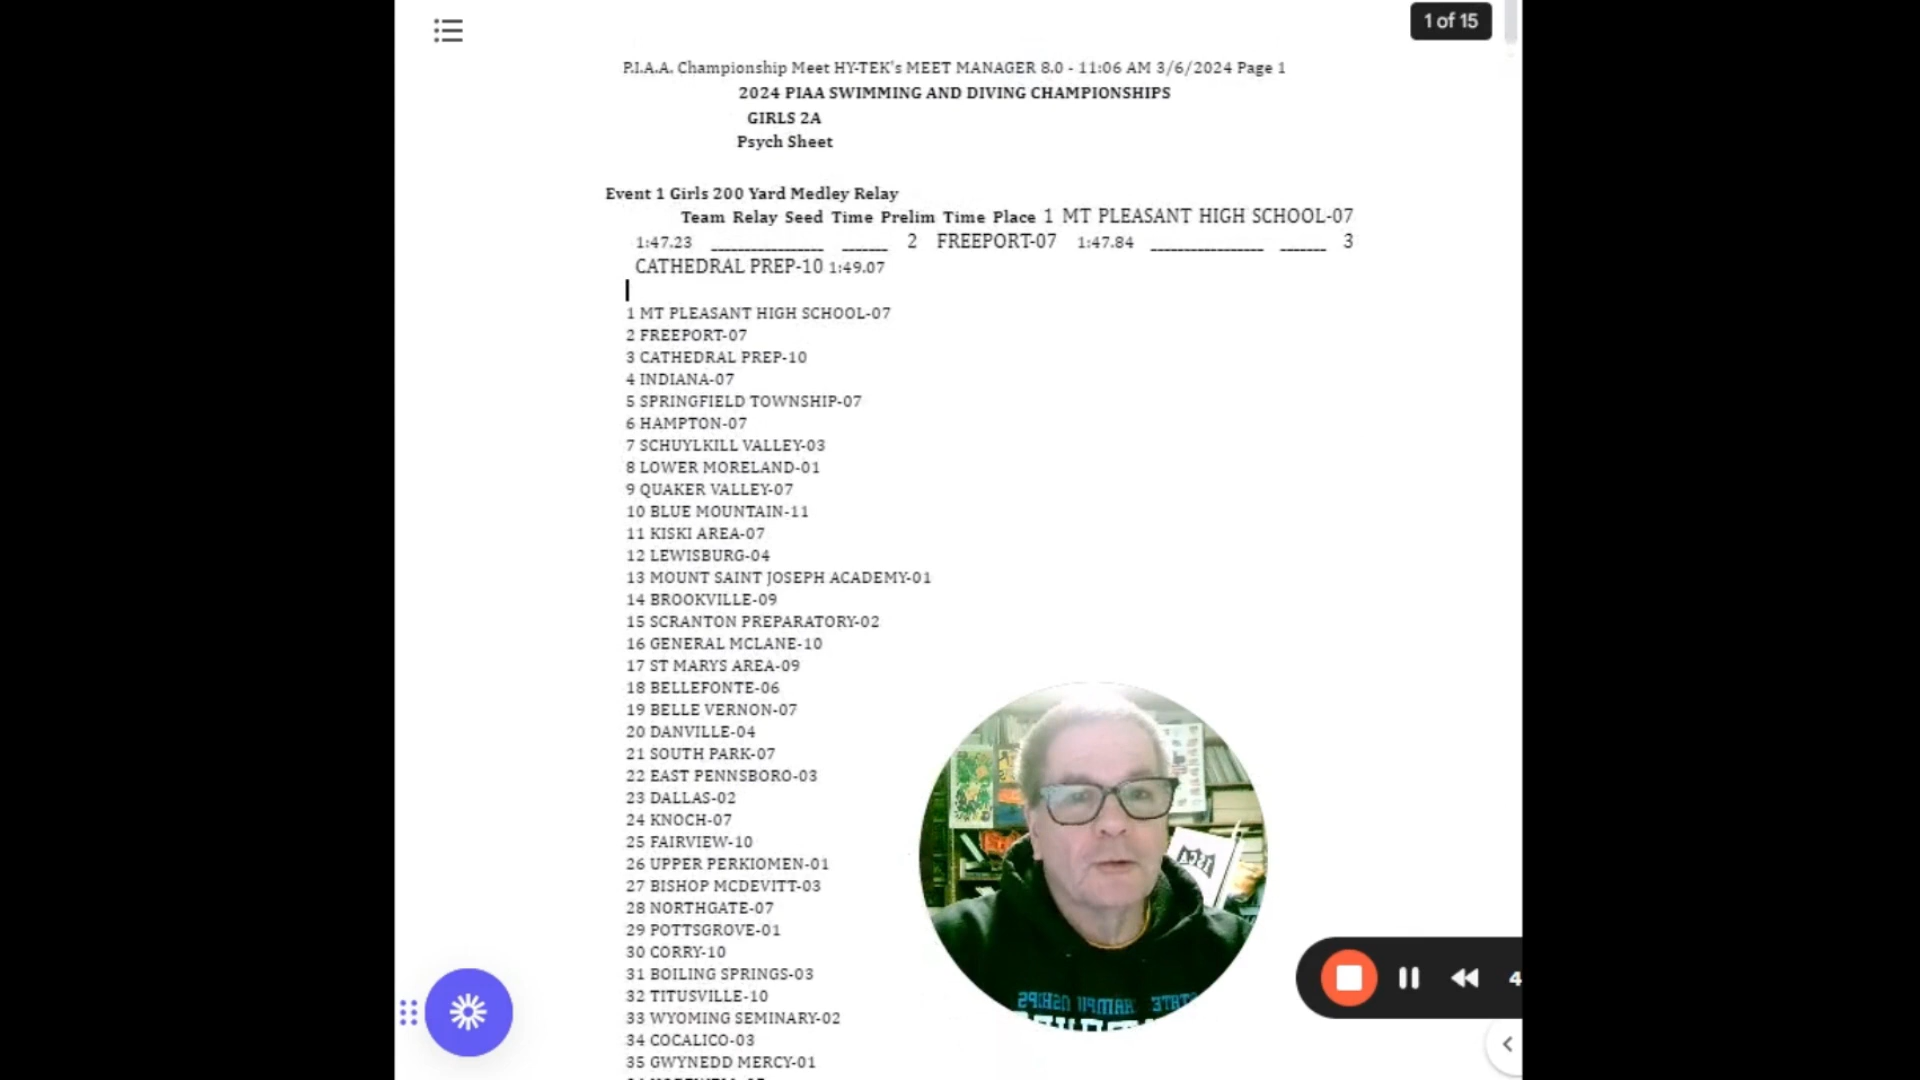 1 of 15
P.I.A.A. Championship Meet HY-TEK's MEET MANAGER 8.0 - 11:06 AM 3/6/2024 Page 1
2024 PIAA SWIMMING AND DIVING CHAMPIONSHIPS
GIRLS 2A
Psych Sheet
Event 1 Girls 200 Yard Medley Relay
Team Relay Seed Time Prelim Time Place 1 MT PLEASANT HIGH SCHOOL-07
1:47.23 _________________ _______ 2 FREEPORT-07 1:47.84 _________________ _______ 3
CATHEDRAL PREP-10 1:49.07
1 MT PLEASANT HIGH SCHOOL-07
2 FREEPORT-07
3 CATHEDRAL PREP-10
4 INDIANA-07
5 SPRINGFIELD TOWNSHIP-07
6 HAMPTON-07
7 SCHUYLKILL VALLEY-03
8 LOWER MORELAND-01
9 QUAKER VALLEY-07
10 BLUE MOUNTAIN-11
11 KISKI AREA-07
12 LEWISBURG-04
13 MOUNT SAINT JOSEPH ACADEMY-01
14 BROOKVILLE-09
15 SCRANTON PREPARATORY-02
16 GENERAL MCLANE-10
17 ST MARYS AREA-09
18 BELLEFONTE-06
19 BELLE VERNON-07
20 DANVILLE-04
21 SOUTH PARK-07
22 EAST PENNSBORO-03
23 DALLAS-02
24 KNOCH-07
25 FAIRVIEW-10
26 UPPER PERKIOMEN-01
27 BISHOP MCDEVITT-03
28 NORTHGATE-07
29 POTTSGROVE-01
30 CORRY-10
31 BOILING SPRINGS-03
32 TITUSVILLE-10
33 WYOMING SEMINARY-02
34 COCALICO-03
35 GWYNEDD MERCY-01
ISCA
STATE
4